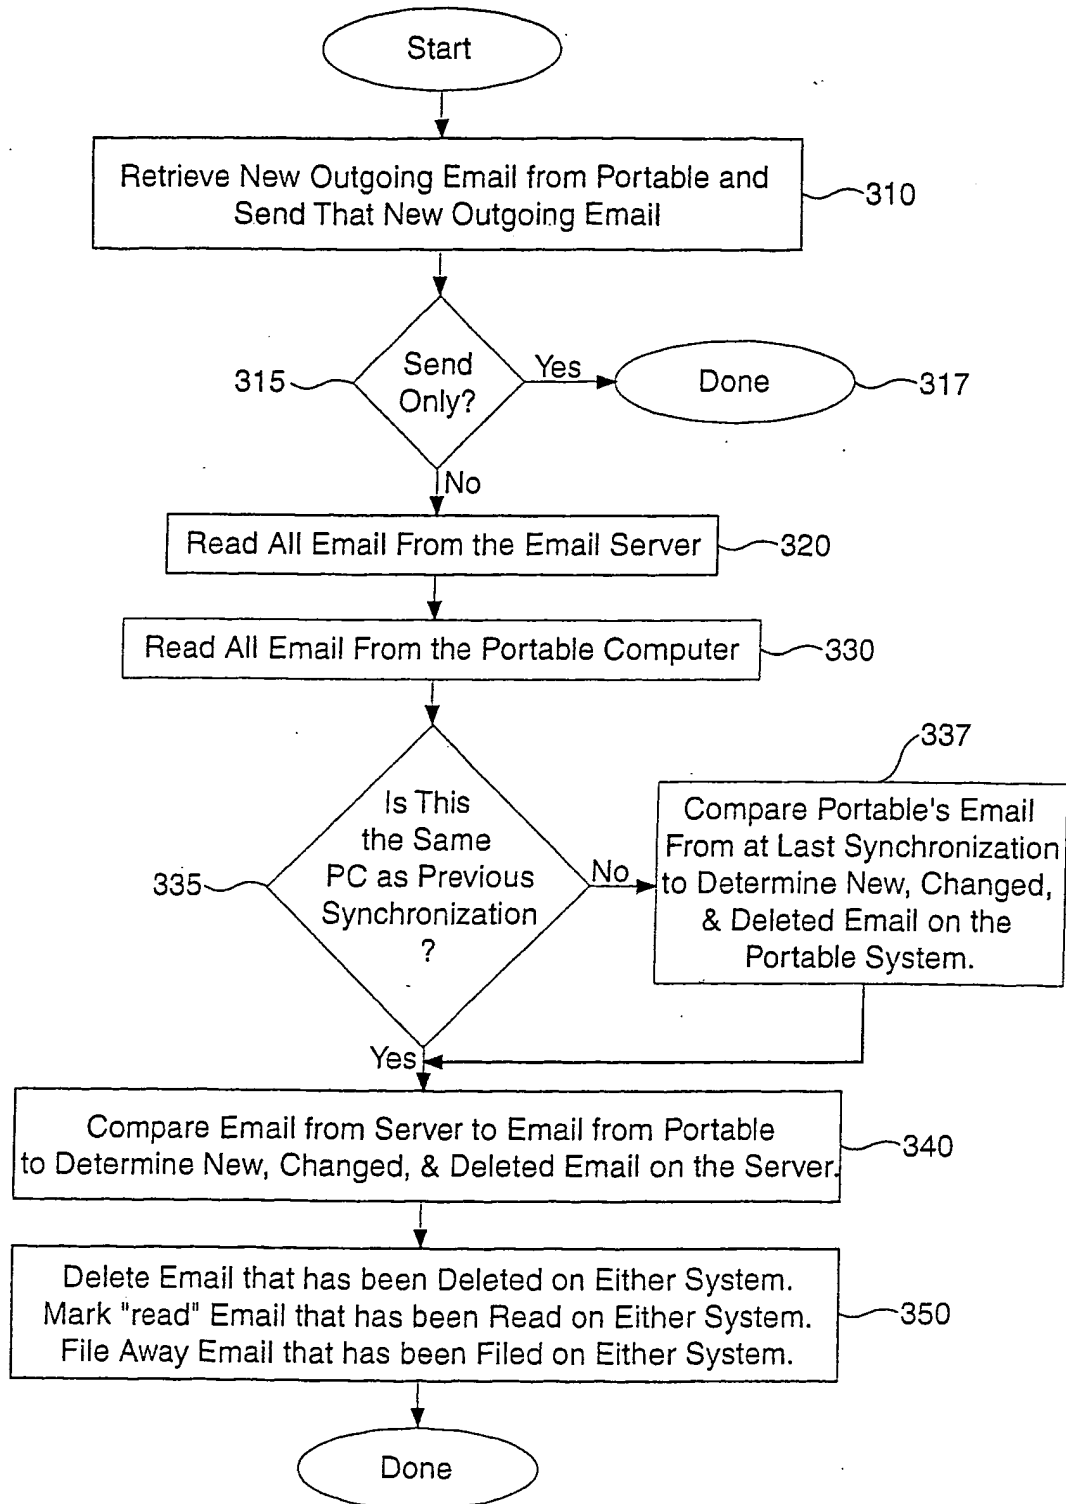 Start
Retrieve New Outgoing Email from Portable and
Send That New Outgoing Email
310
Send
Only?
315
Yes
Done
317
No
Read All Email From the Email Server
320
Read All Email From the Portable Computer
330
Is This
the Same
PC as Previous
Synchronization
?
335
No
337
Compare Portable's Email
From at Last Synchronization
to Determine New, Changed,
& Deleted Email on the
Portable System.
Yes
Compare Email from Server to Email from Portable
to Determine New, Changed, & Deleted Email on the Server.
340
Delete Email that has been Deleted on Either System.
Mark "read" Email that has been Read on Either System.
File Away Email that has been Filed on Either System.
350
Done